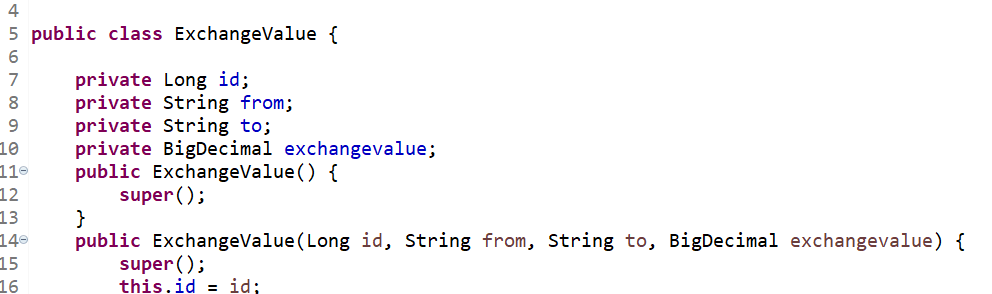 4
5 public class ExchangeValue {
6
7 private Long id;
8 private String from;
9 private String to;
10 private BigDecimal exchangevalue;
11 public ExchangeValue() {
12 super();
13 }
14 public ExchangeValue(Long id, String from, String to, BigDecimal exchangevalue) {
15 super();
16 this.id = id;